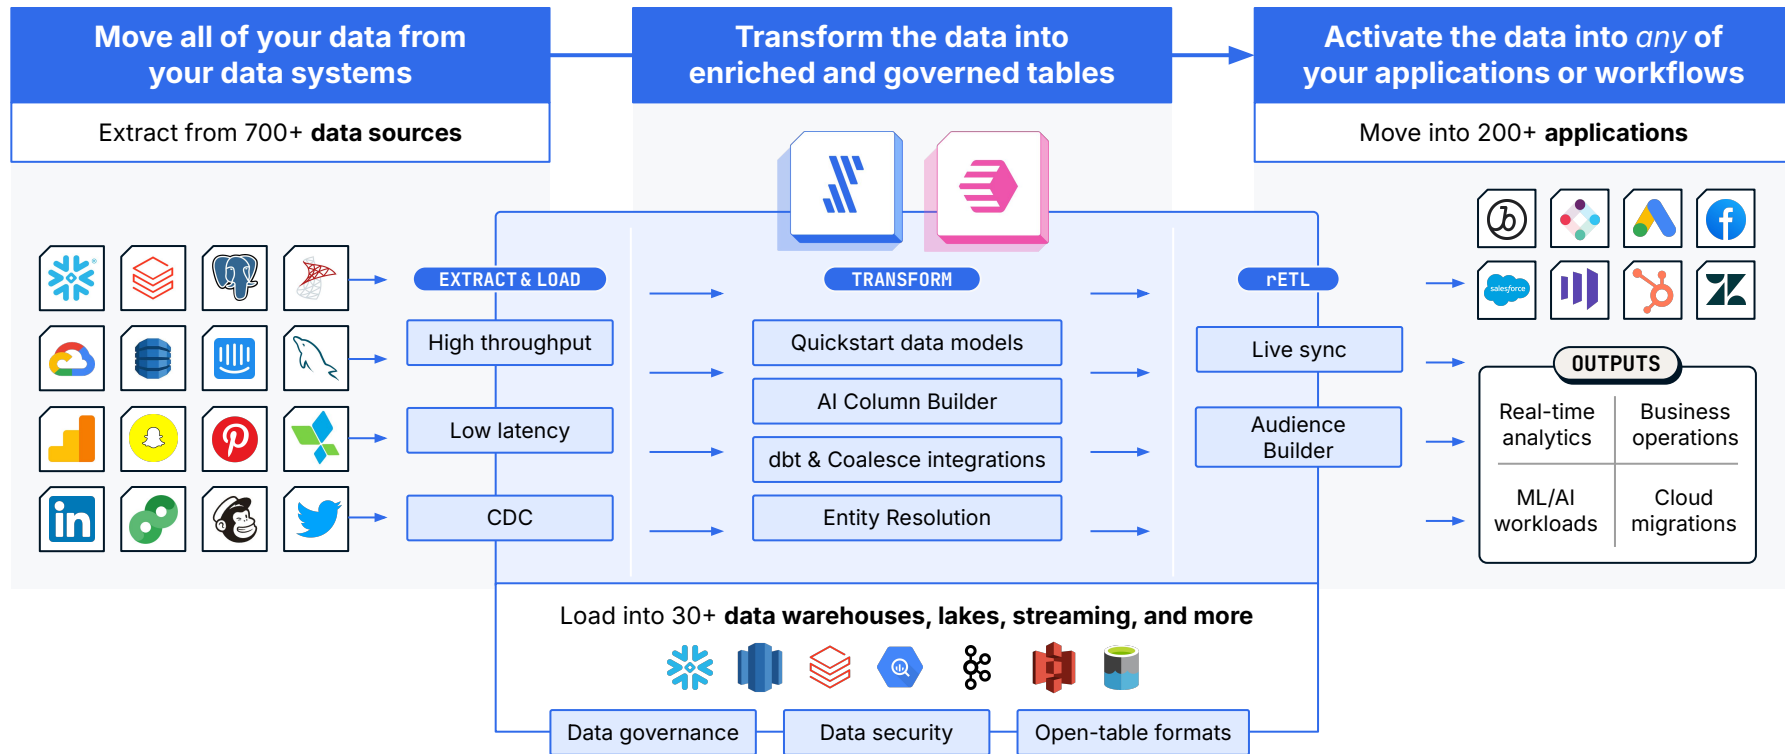 Move all of your data from
your data systems
Extract from 700+ data sources
Transform the data into
enriched and governed tables
Activate the data into any of
your applications or workflows
Move into 200+ applications
EXTRACT & LOAD
High throughput
Low latency
CDC
TRANSFORM
Quickstart data models
AI Column Builder
dbt & Coalesce integrations
Entity Resolution
rETL
Live sync
Audience
Builder
salesforce
OUTPUTS
Real-time
analytics
Business
operations
ML/AI
workloads
Cloud
migrations
in
Load into 30+ data warehouses, lakes, streaming, and more
Data governance
Data security
Open-table formats